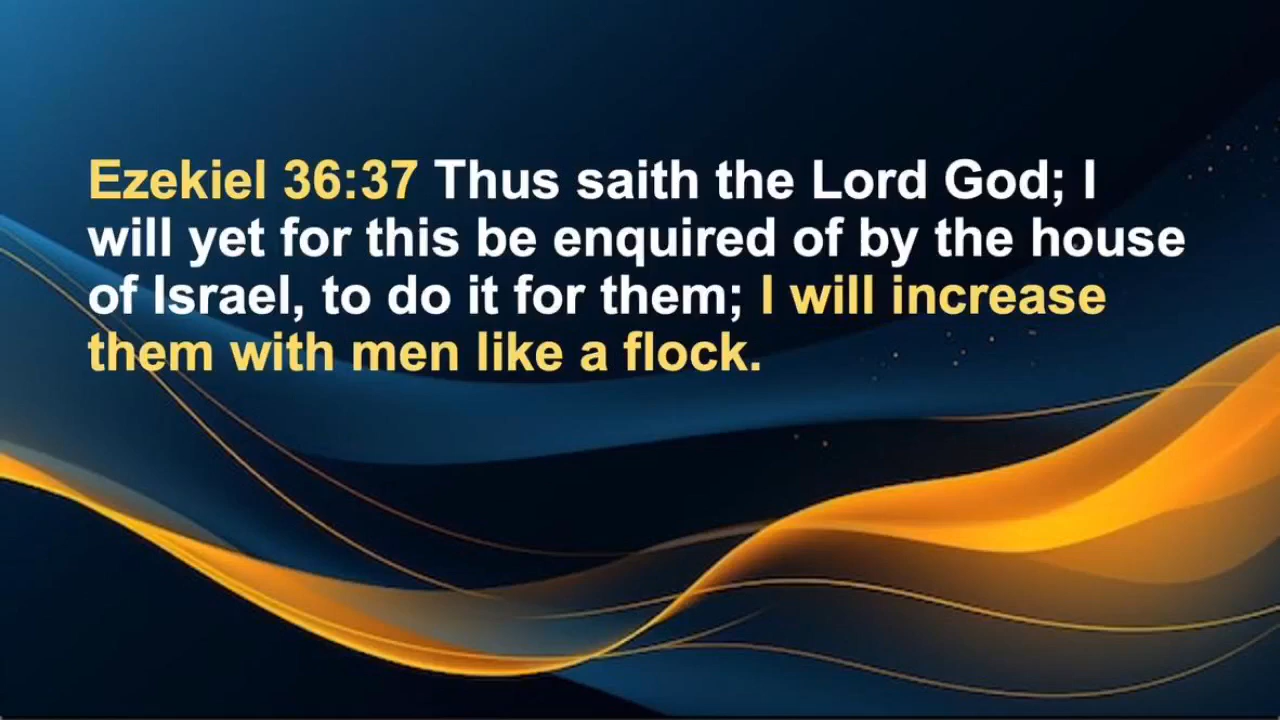 Ezekiel 36:37 Thus saith the Lord God; I
will yet for this be enquired of by the house
of Israel, to do it for them; I will increase
them with men like a flock.